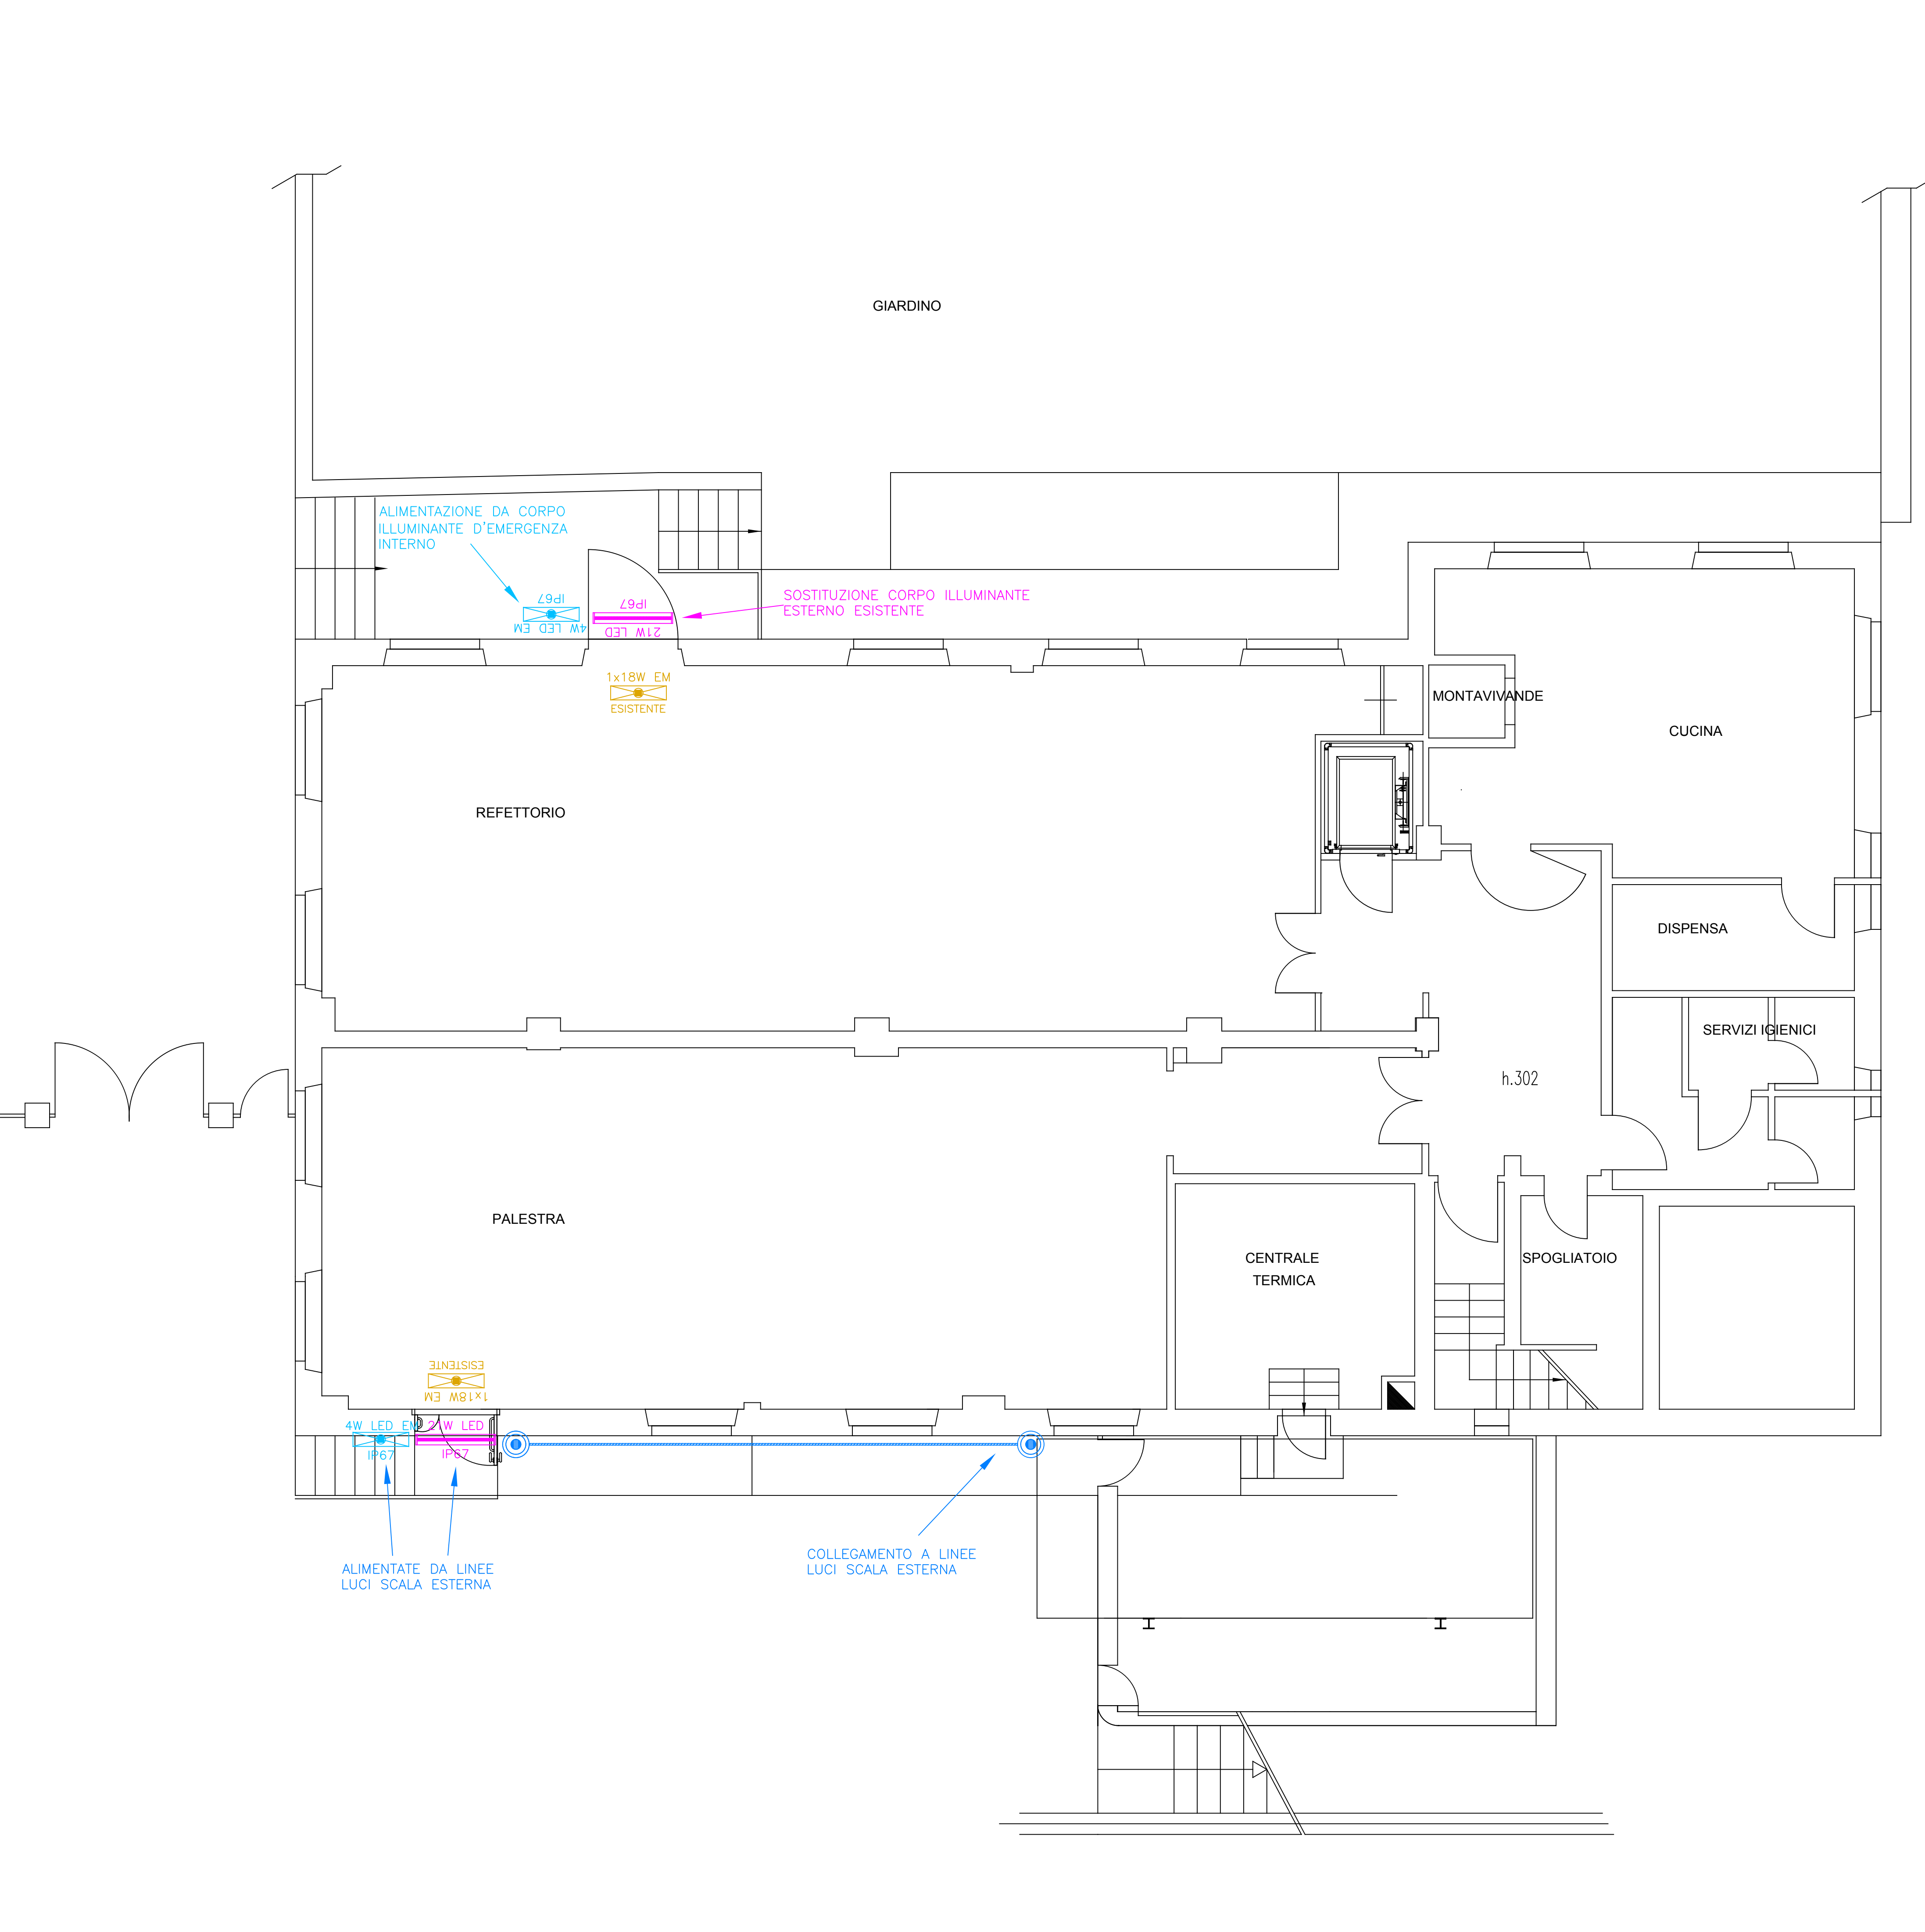 GIARDINO
ALIMENTAZIONE DA CORPO
ILLUMINANTE D'EMERGENZA
INTERNO
IP67
4W LED EM
IP67
21W LED
SOSTITUZIONE CORPO ILLUMINANTE
ESTERNO ESISTENTE
1x18W EM
ESISTENTE
MONTAVIVANDE
CUCINA
REFETTORIO
DISPENSA
SERVIZI IGIENICI
h.302
PALESTRA
CENTRALE
TERMICA
SPOGLIATOIO
ESISTENTE
1x18W EM
4W LED EM
IP67
21W LED
IP67
ALIMENTATE DA LINEE
LUCI SCALA ESTERNA
COLLEGAMENTO A LINEE
LUCI SCALA ESTERNA